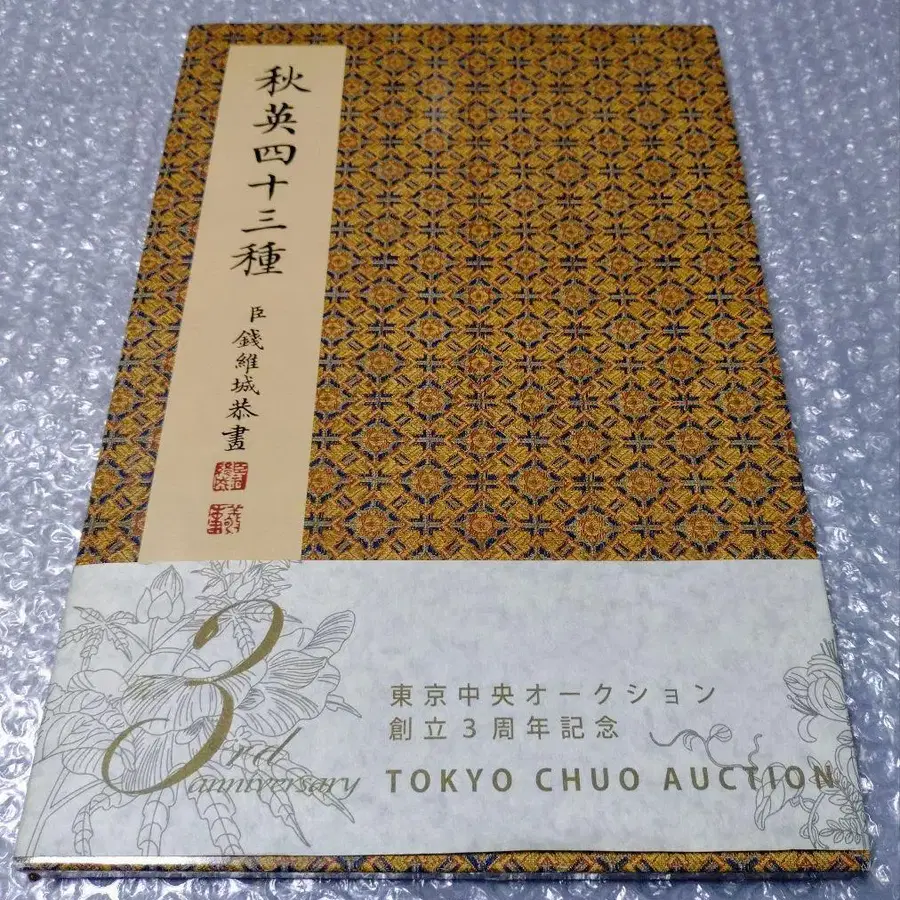 秋英四十三種
臣錢維城恭畫
3rd
anniversary
東京中央オークション
創立3周年記念
TOKYO CHUO AUCTION